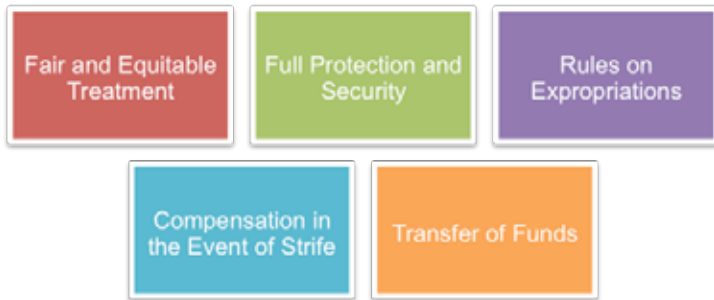 Fair and Equitable
Treatment
Full Protection and
Security
Rules on
Expropriations
Compensation in
the Event of Strife
Transfer of Funds